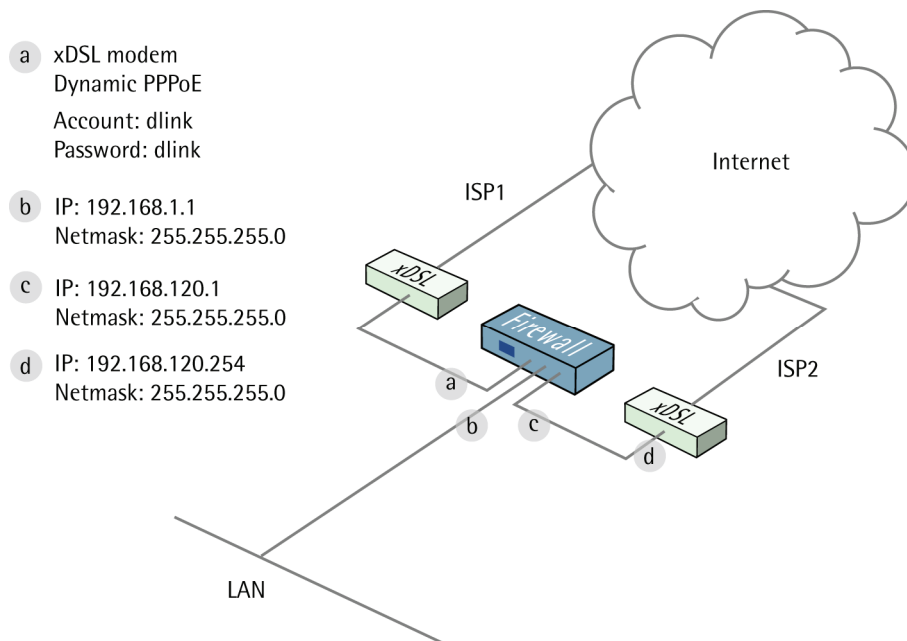 a
xDSL modem
Dynamic PPPoE
Account: dlink
Password: dlink
b
IP: 192.168.1.1
Netmask: 255.255.255.0
c
IP: 192.168.120.1
Netmask: 255.255.255.0
d
IP: 192.168.120.254
Netmask: 255.255.255.0
Internet
ISP1
xDSL
Firewall
ISP2
xDSL
a
b
c
d
LAN